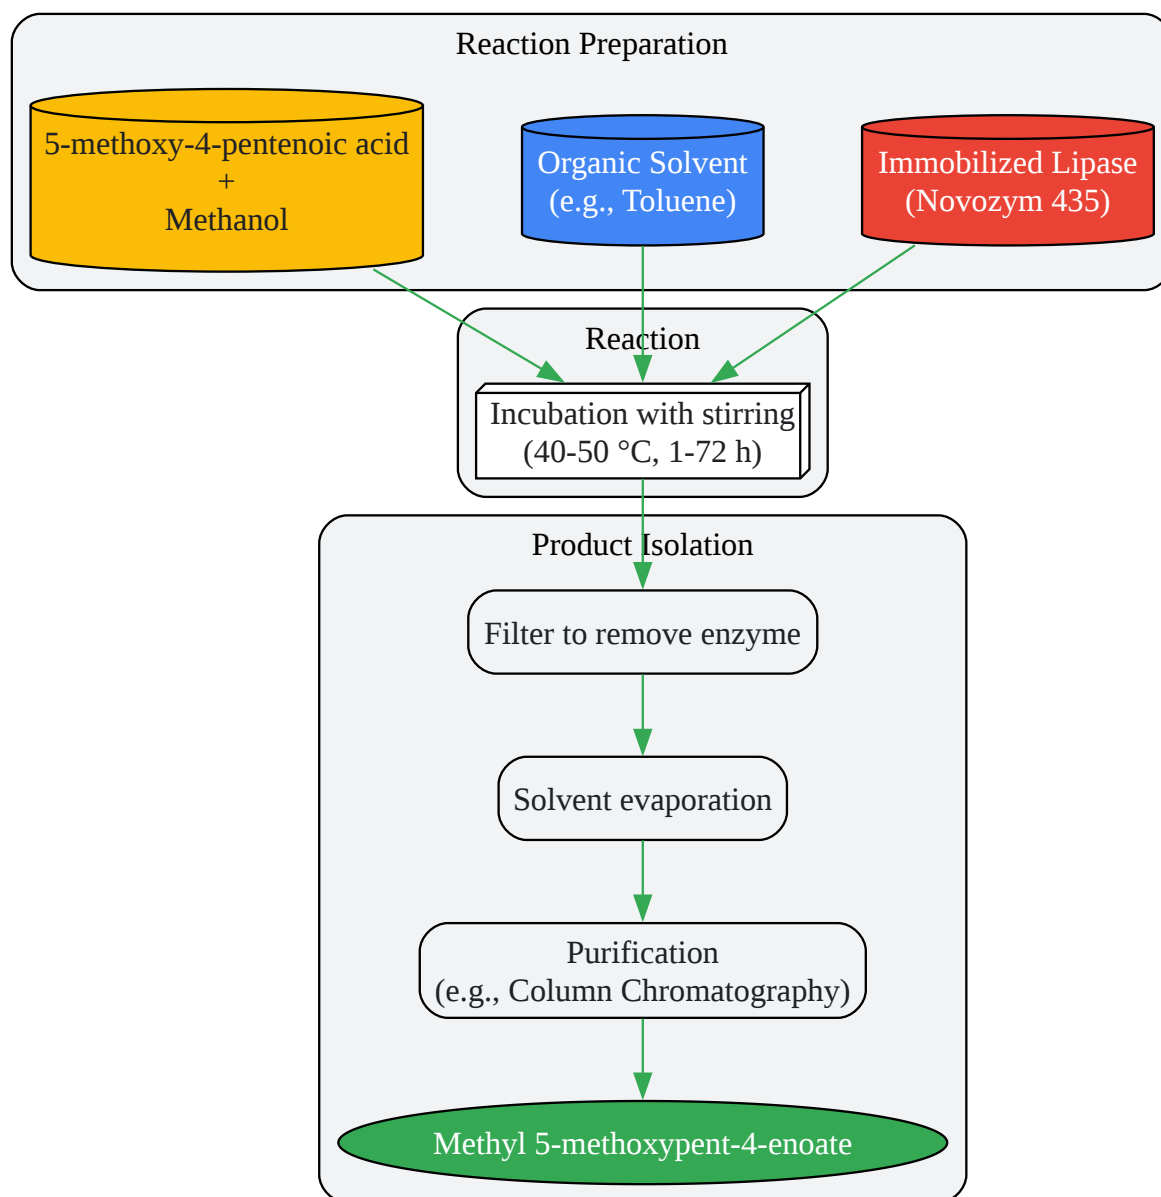 Reaction Preparation
5-methoxy-4-pentenoic acid
+
Methanol
Organic Solvent
(e.g., Toluene)
Immobilized Lipase
(Novozym 435)
Reaction
Incubation with stirring
(40-50 °C, 1-72 h)
Product Isolation
Filter to remove enzyme
Solvent evaporation
Purification
(e.g., Column Chromatography)
Methyl 5-methoxypent-4-enoate